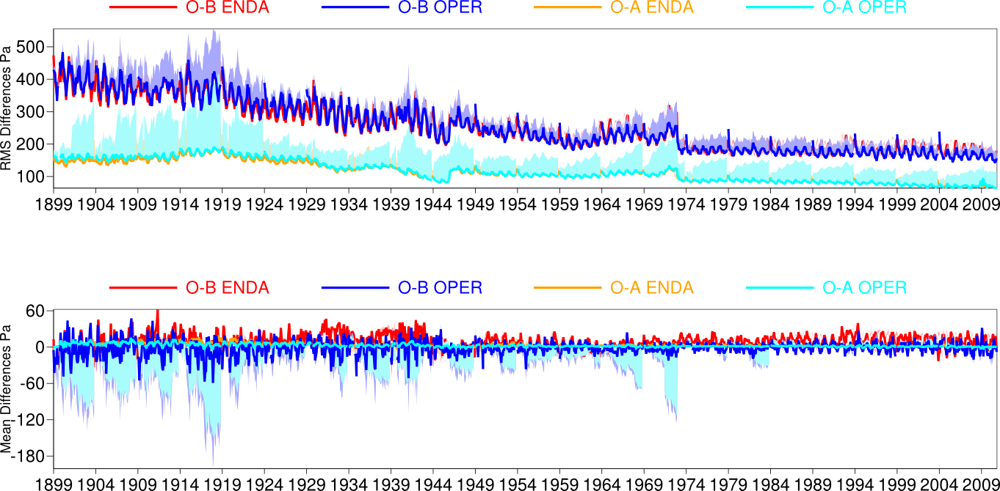 O-B ENDA O-B OPER O-A ENDA O-A OPER
RMS Differences Pa
500
400
300
200
100
1899 1904 1909 1914 1919 1924 1929 1934 1939 1944 1949 1954 1959 1964 1969 1974 1979 1984 1989 1994 1999 2004 2009
O-B ENDA O-B OPER O-A ENDA O-A OPER
Mean Differences Pa
60
0
-60
-120
-180
1899 1904 1909 1914 1919 1924 1929 1934 1939 1944 1949 1954 1959 1964 1969 1974 1979 1984 1989 1994 1999 2004 2009